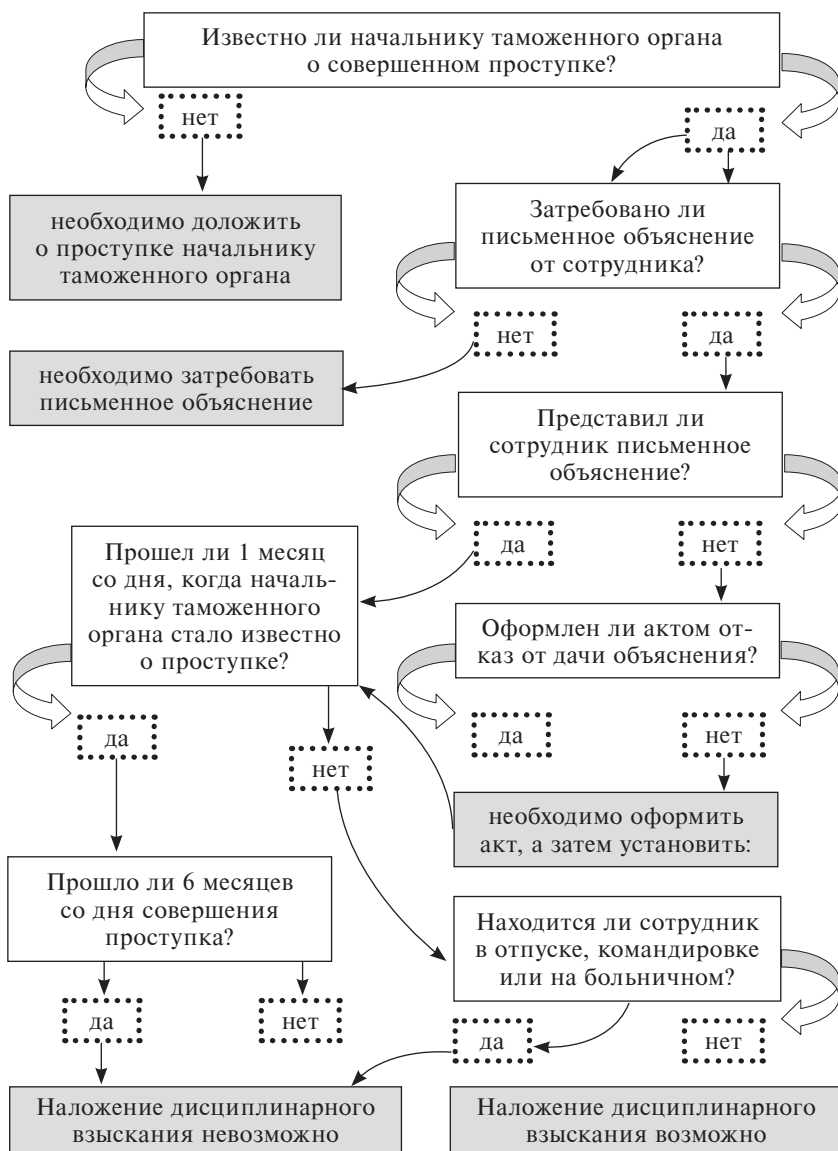 Известно ли начальнику таможенного органа
о совершенном проступке?
нет
да
необходимо доложить
о проступке начальнику
таможенного органа
Затребовано ли
письменное объяснение
от сотрудника?
нет
да
необходимо затребовать
письменное объяснение
Представил ли
сотрудник письменное
объяснение?
да
нет
Прошел ли 1 месяц
со дня, когда началь-
нику таможенного
органа стало известно
о проступке?
Оформлен ли актом от-
каз от дачи объяснения?
да
нет
да
нет
необходимо оформить
акт, а затем установить:
Прошло ли 6 месяцев
со дня совершения
проступка?
Находится ли сотрудник
в отпуске, командировке
или на больничном?
да
нет
да
нет
Наложение дисциплинарного
взыскания невозможно
Наложение дисциплинарного
взыскания возможно